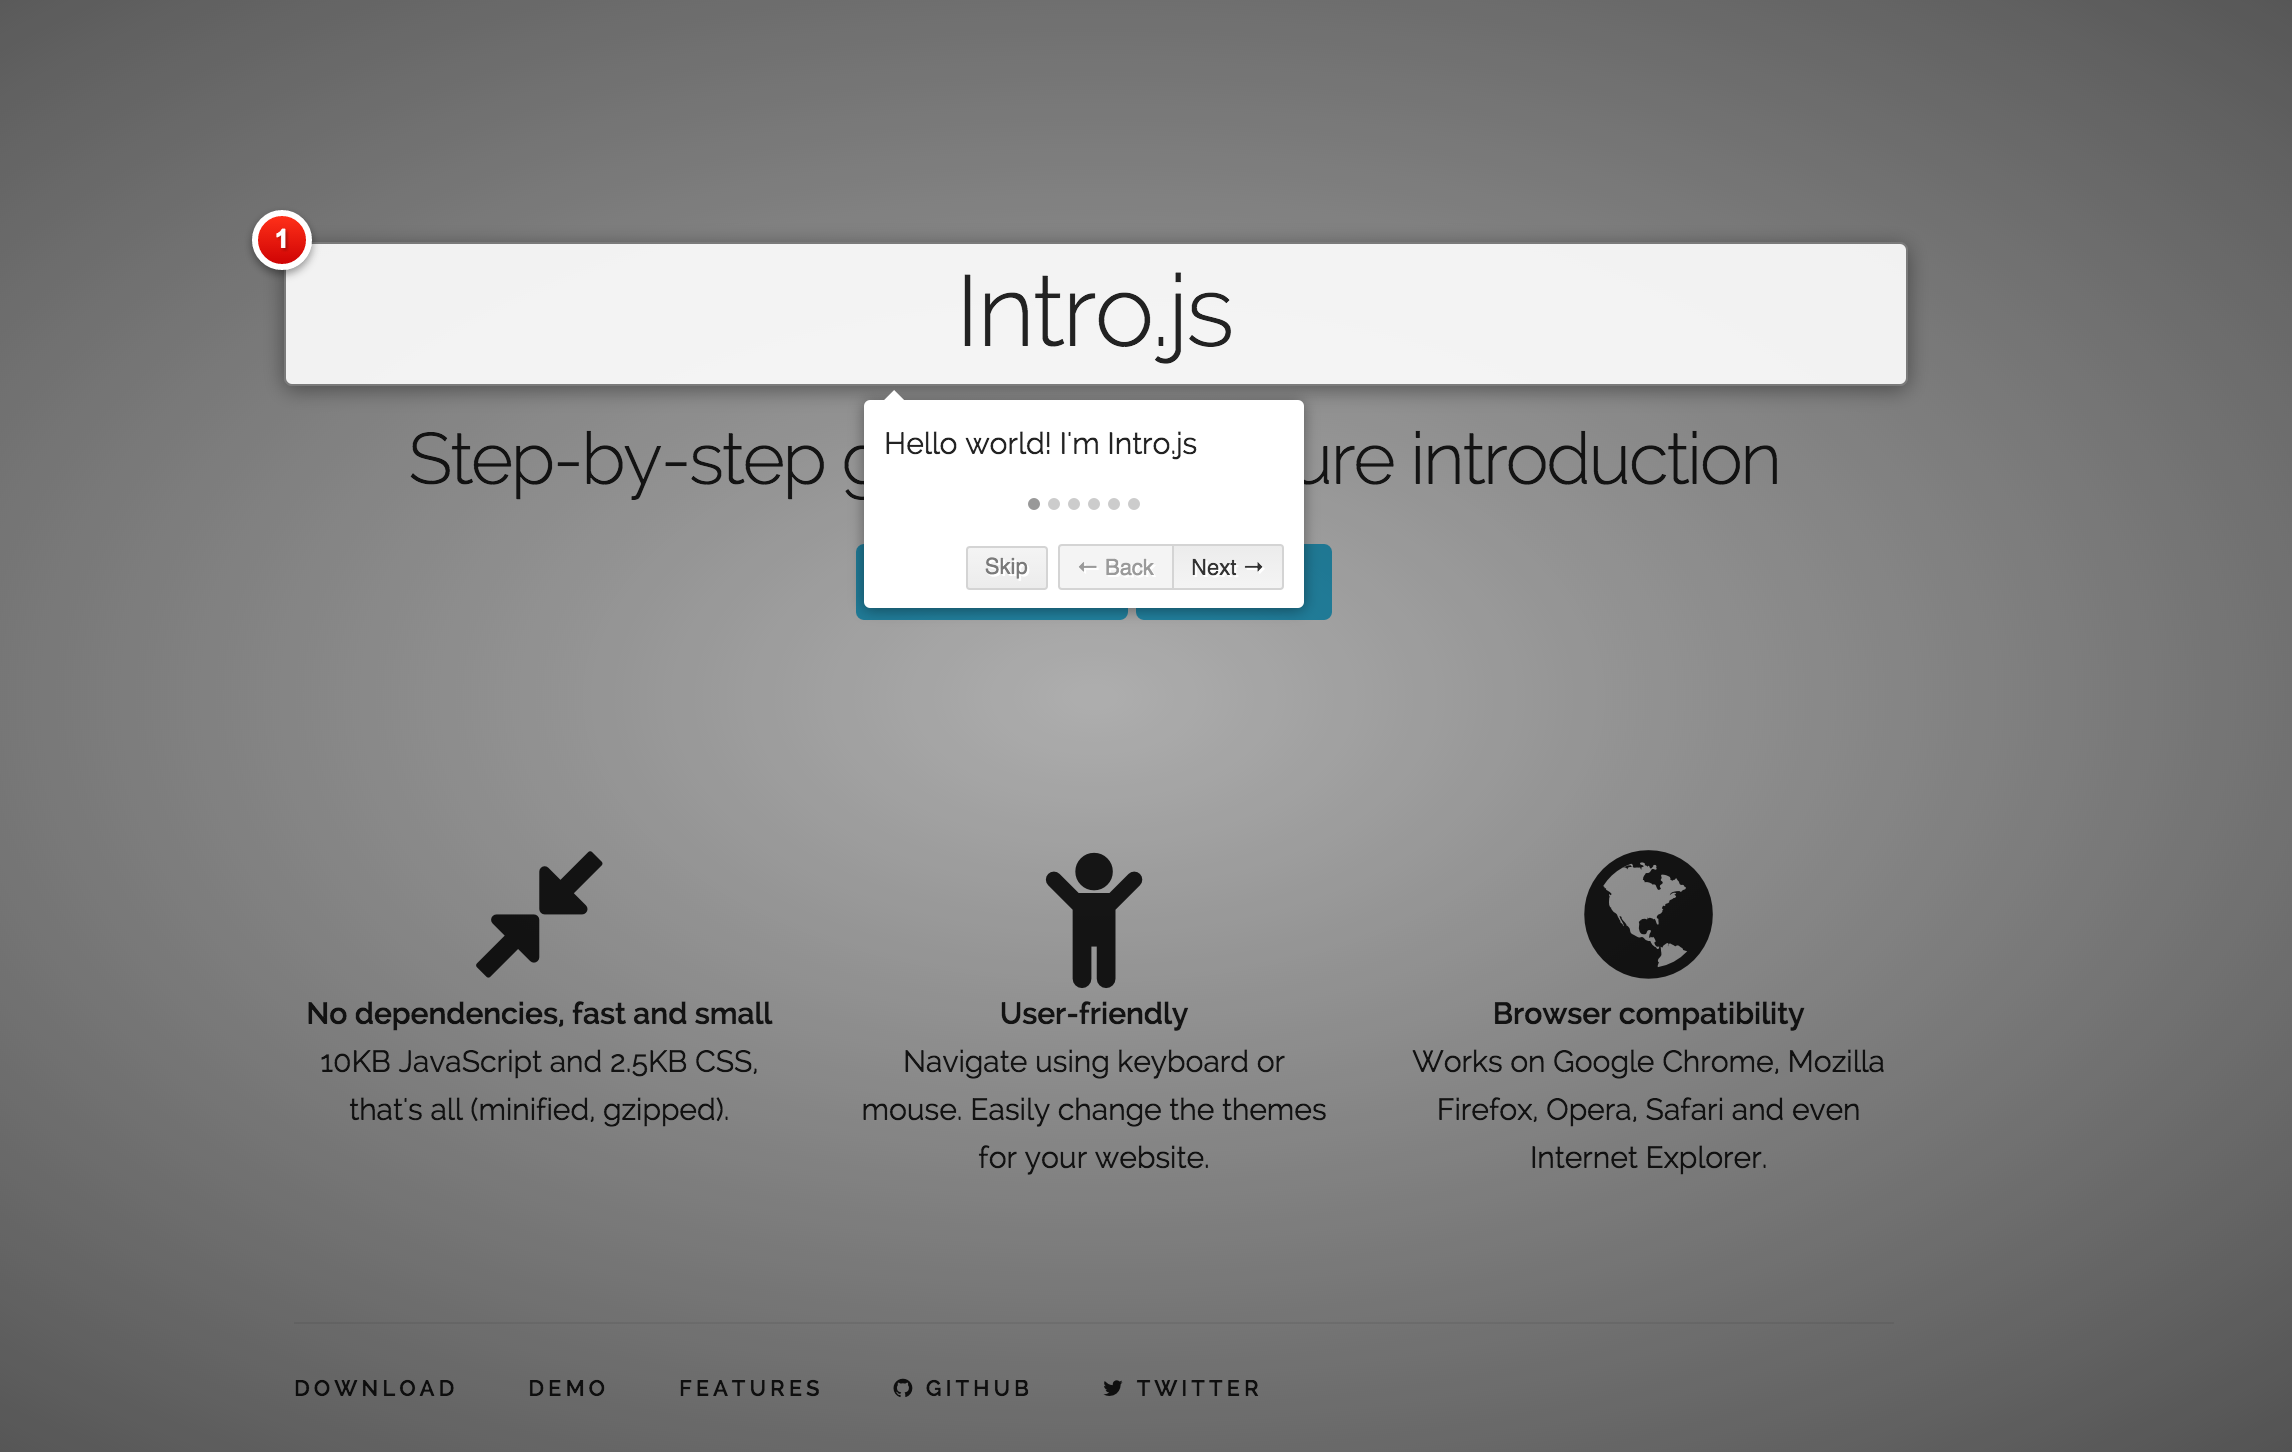 1
Intro.js
Step-by-step
introduction
Hello world! I'm Intro.js
Skip
← Back
Next →
No dependencies, fast and small
10KB JavaScript and 2.5KB CSS,
that's all (minified, gzipped).
User-friendly
Navigate using keyboard or
mouse. Easily change the themes
for your website.
Browser compatibility
Works on Google Chrome, Mozilla
Firefox, Opera, Safari and even
Internet Explorer.
DOWNLOAD
DEMO
FEATURES
GITHUB
TWITTER